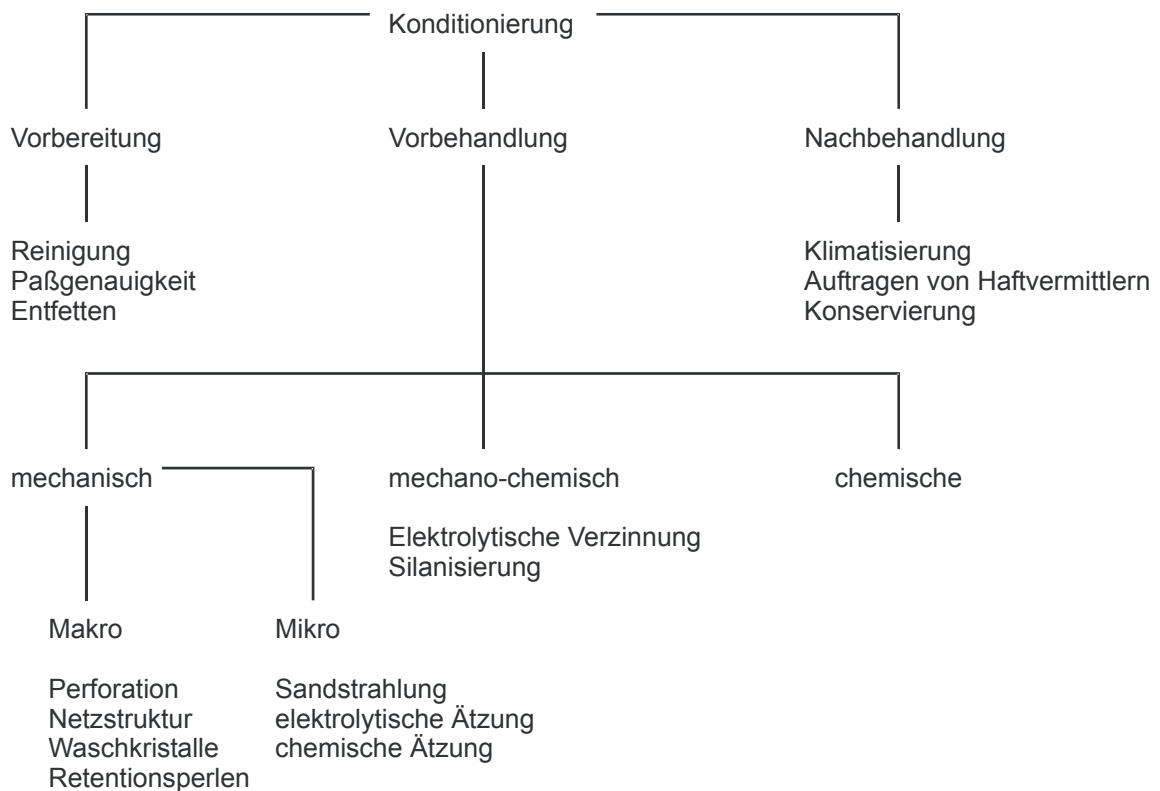 Konditionierung
Vorbereitung
Vorbehandlung
Nachbehandlung
Reinigung
Paßgenauigkeit
Entfetten
Klimatisierung
Auftragen von Haftvermittlern
Konservierung
mechanisch
mechano-chemisch
chemische
Elektrolytische Verzinnung
Silanisierung
Makro
Mikro
Perforation
Netzstruktur
Waschkristalle
Retentionsperlen
Sandstrahlung
elektrolytische Ätzung
chemische Ätzung